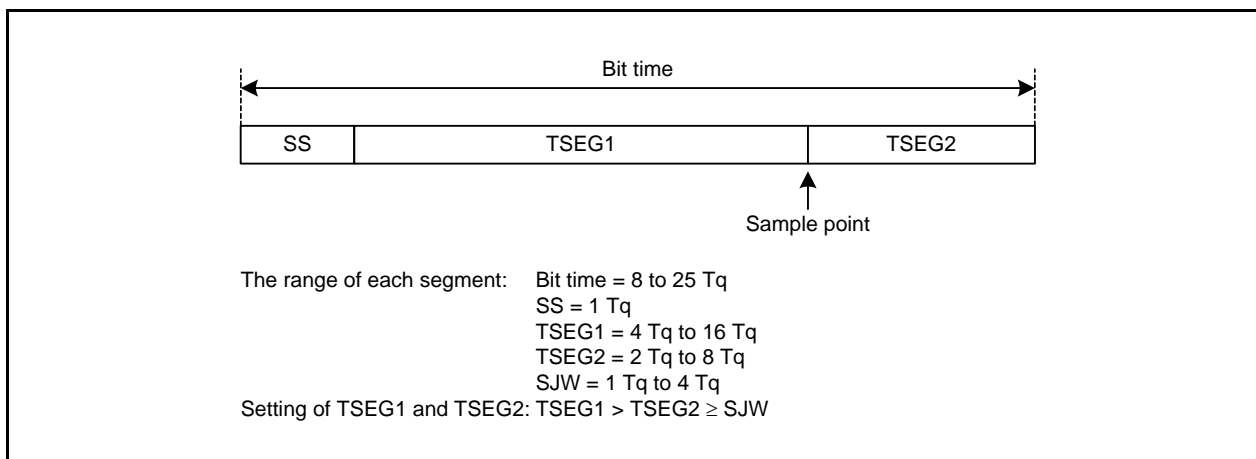 Bit time
SS TSEG1 TSEG2
Sample point
The range of each segment: Bit time = 8 to 25 Tq
SS = 1 Tq
TSEG1 = 4 Tq to 16 Tq
TSEG2 = 2 Tq to 8 Tq
SJW = 1 Tq to 4 Tq
Setting of TSEG1 and TSEG2: TSEG1 > TSEG2 ≥ SJW